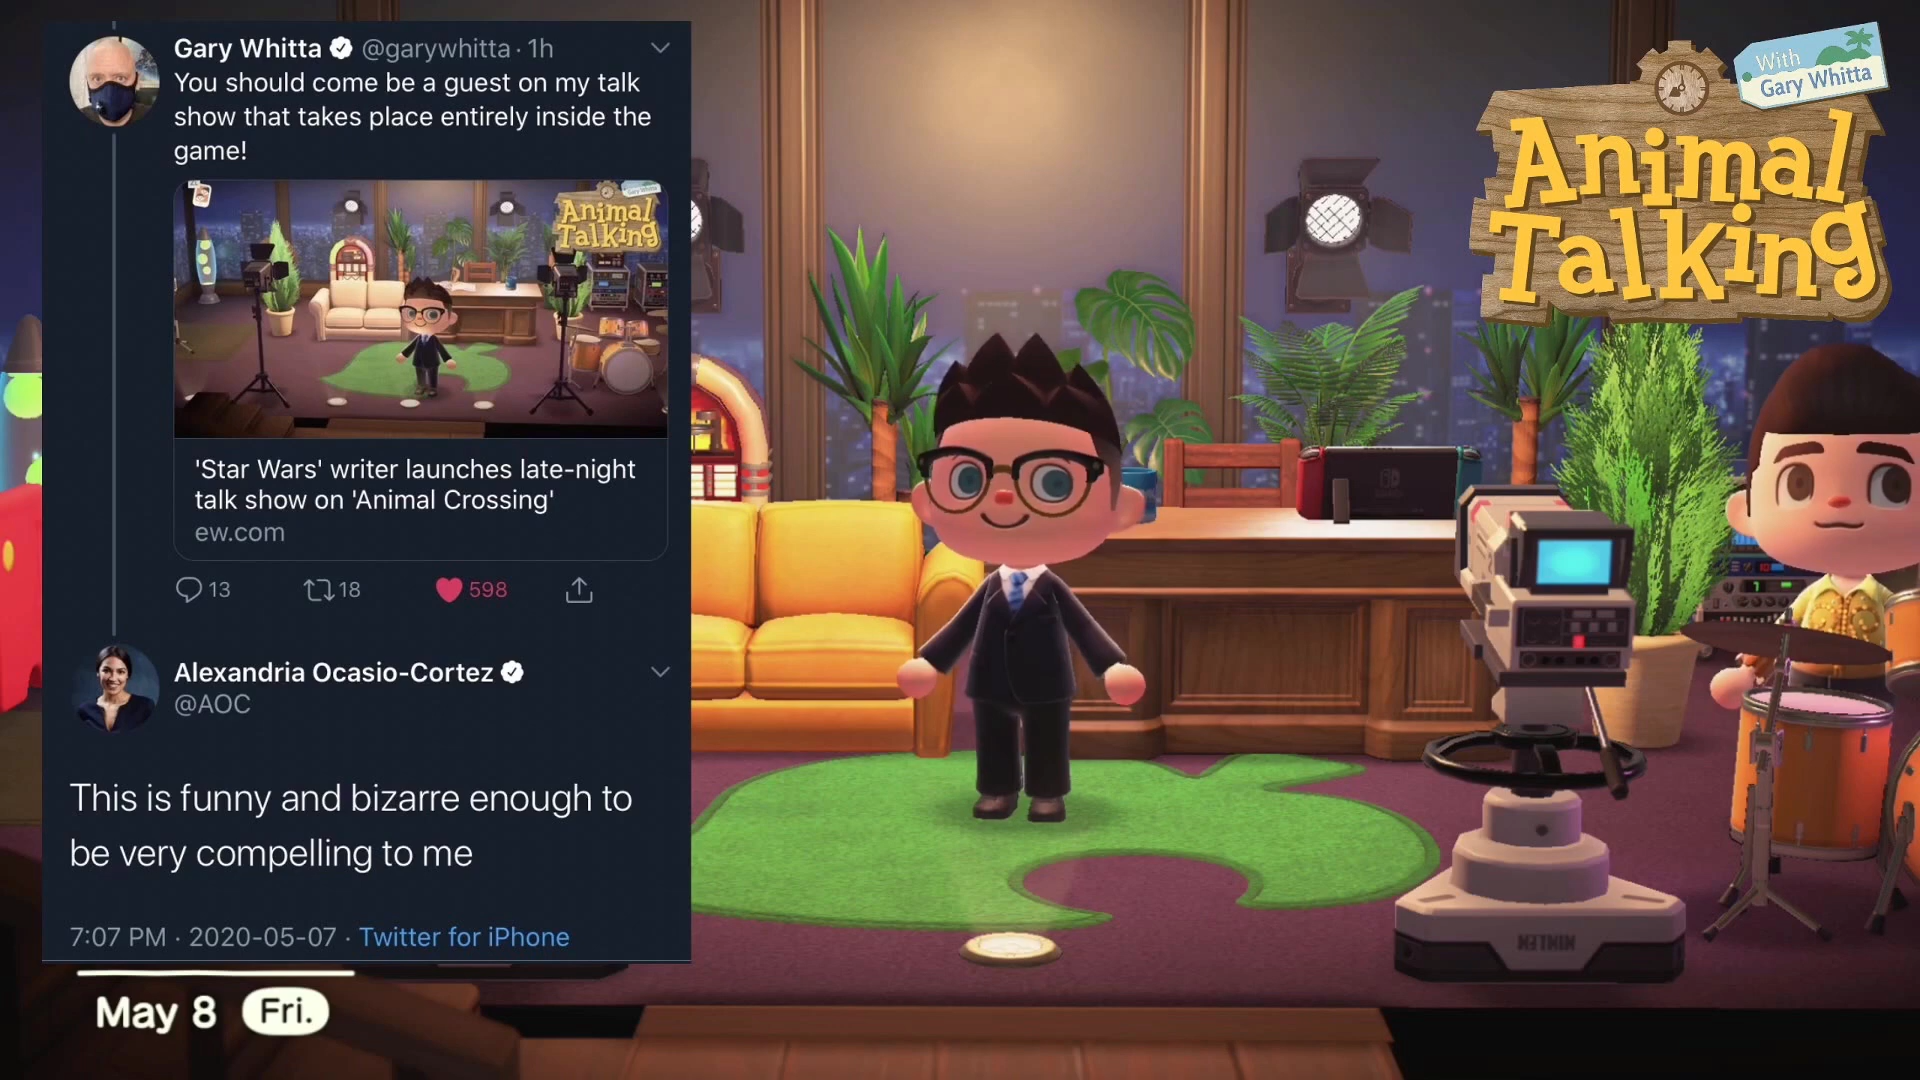 Gary Whitta @garywhitta · 1h
You should come be a guest on my talk
show that takes place entirely inside the
game!
Animal
Talking
'Star Wars' writer launches late-night
talk show on 'Animal Crossing'
ew.com
13 18 598
Alexandria Ocasio-Cortez
@AOC
This is funny and bizarre enough to
be very compelling to me
7:07 PM · 2020-05-07 · Twitter for iPhone
May 8 Fri.
With
Gary Whitta
Animal
Talking